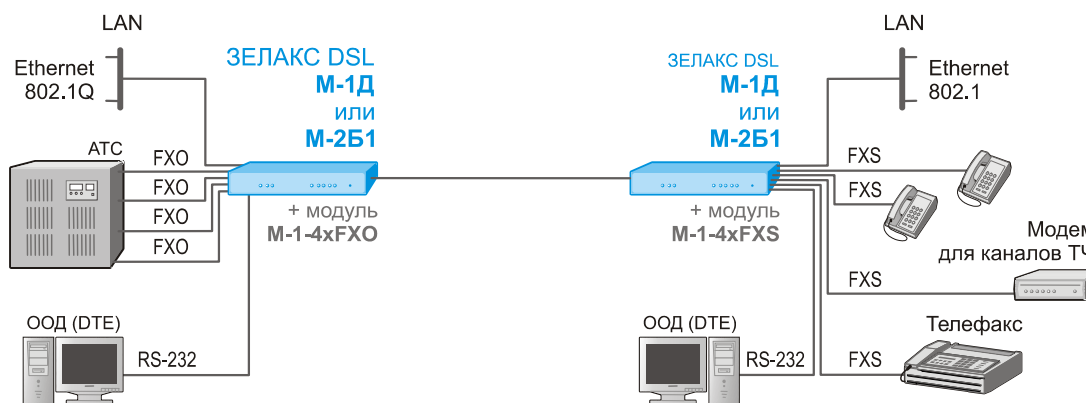 LAN
Ethernet
802.1Q
ЗЕЛАКС DSL
М-1Д
или
М-2Б1
АТС
FXO
FXO
FXO
FXO
+ модуль
М-1-4xFXO
ООД (DTE)
RS-232
LAN
Ethernet
802.1
ЗЕЛАКС DSL
М-1Д
или
М-2Б1
FXS
FXS
+ модуль
М-1-4xFXS
Модем
для каналов ТЧ
FXS
ООД (DTE)
RS-232
Телефакс
FXS